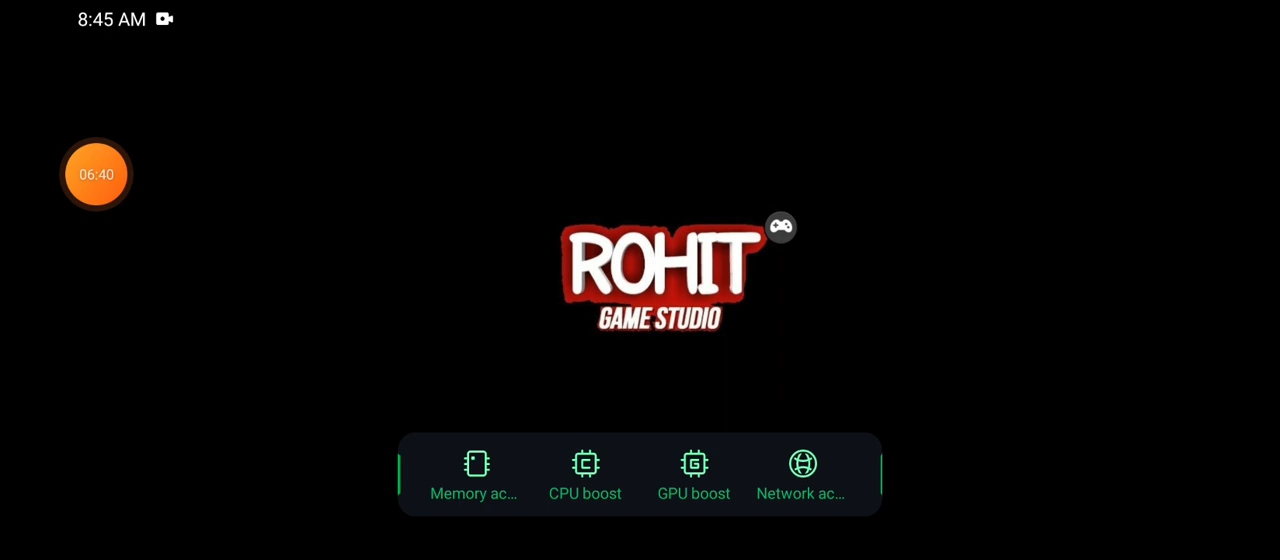 8:45 AM
06:40
ROHIT
GAME STUDIO
Memory ac...
CPU boost
GPU boost
Network ac...